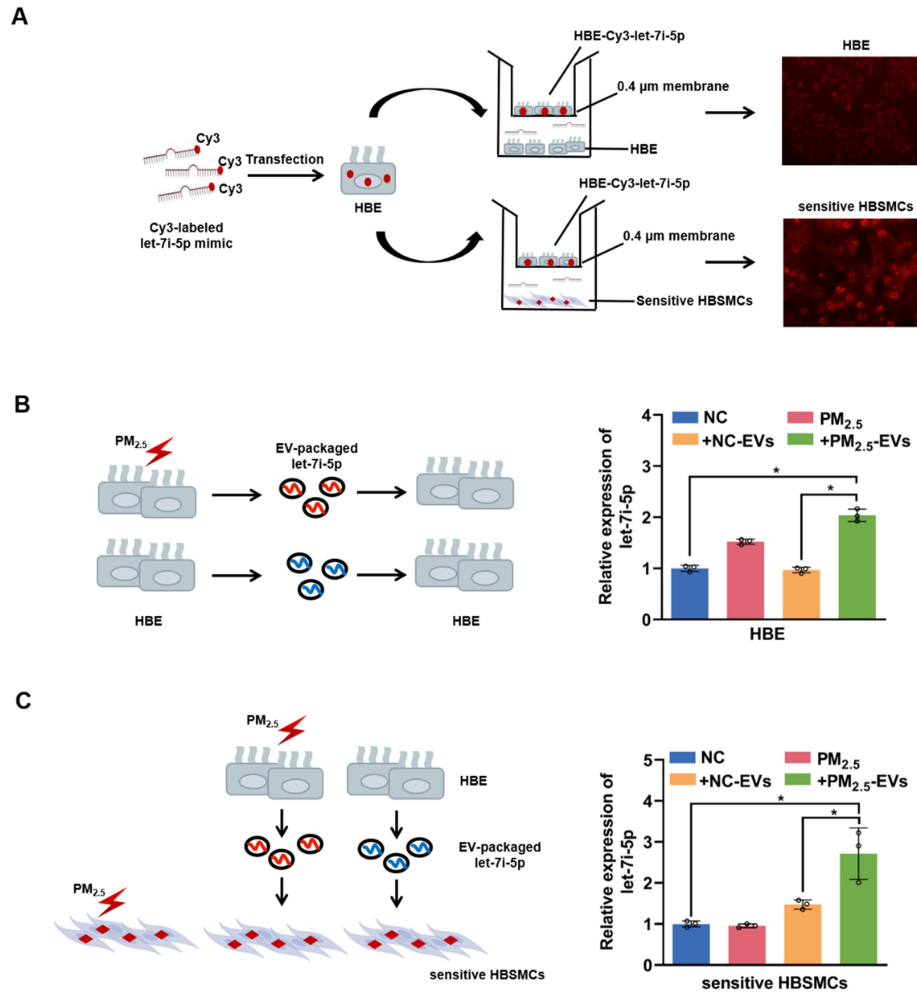 A
HBE-Cy3-let-7i-5p
HBE
0.4 μm membrane
Cy3
Cy3
Cy3
Transfection
HBE
HBE
Cy3-labeled
let-7i-5p mimic
HBE-Cy3-let-7i-5p
sensitive HBSMCs
0.4 μm membrane
Sensitive HBSMCs
B
PM2.5
EV-packaged
let-7i-5p
HBE
HBE
Relative expression of
let-7i-5p
4
3
2
1
0
NC
PM2.5
+NC-EVs
+PM2.5-EVs
*
*
HBE
C
PM2.5
HBE
EV-packaged
let-7i-5p
PM2.5
sensitive HBSMCs
Relative expression of
let-7i-5p
5
4
3
2
1
0
NC
PM2.5
+NC-EVs
+PM2.5-EVs
*
*
sensitive HBSMCs